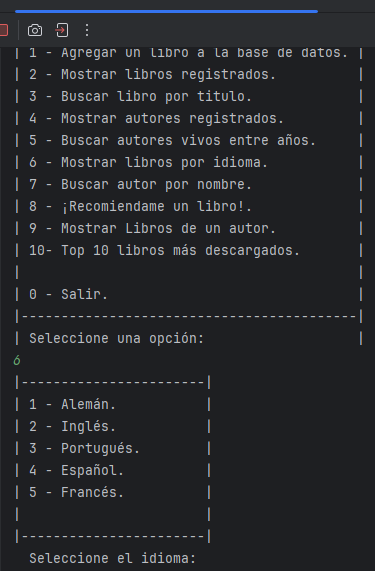 | 1 - Agregar un libro a la base de datos. |
| 2 - Mostrar libros registrados.          |
| 3 - Buscar libro por titulo.             |
| 4 - Mostrar autores registrados.         |
| 5 - Buscar autores vivos entre años.     |
| 6 - Mostrar libros por idioma.           |
| 7 - Buscar autor por nombre.             |
| 8 - ¡Recomiendame un libro!.             |
| 9 - Mostrar Libros de un autor.          |
| 10- Top 10 libros más descargados.       |
|                                          |
| 0 - Salir.                               |
|------------------------------------------|
| Seleccione una opción:                   |
6
|-----------------------|
| 1 - Alemán.           |
| 2 - Inglés.           |
| 3 - Portugués.        |
| 4 - Español.          |
| 5 - Francés.          |
|                       |
|-----------------------|
  Seleccione el idioma: